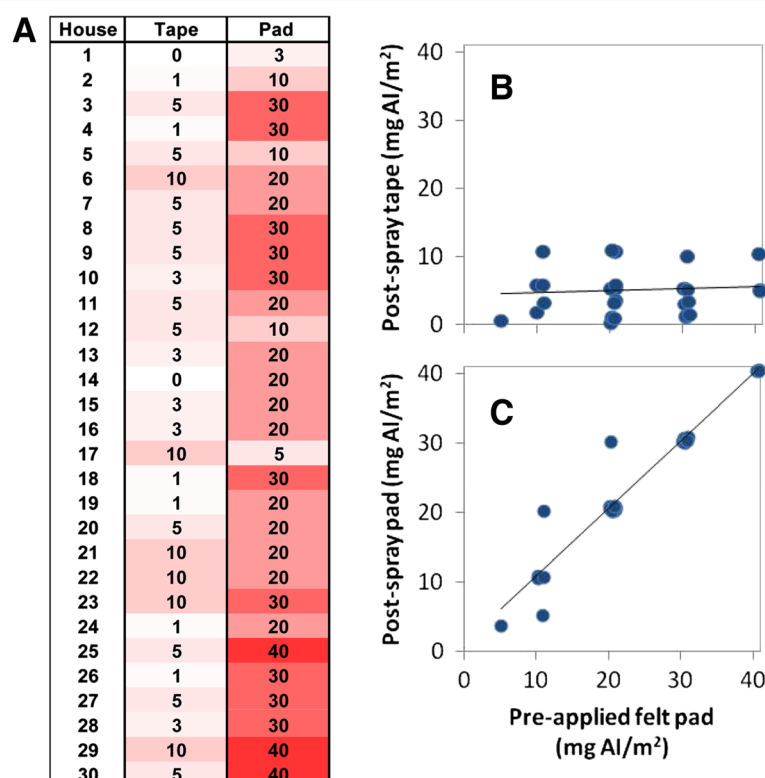 A
House Tape Pad
1 0 3
2 1 10
3 5 30
4 1 30
5 5 10
6 10 20
7 5 20
8 5 30
9 5 30
10 3 30
11 5 20
12 5 10
13 3 20
14 0 20
15 3 20
16 3 20
17 10 5
18 1 30
19 1 20
20 5 20
21 10 20
22 10 20
23 10 30
24 1 20
25 5 40
26 1 30
27 5 30
28 3 30
29 10 40
30 5 40
B
Post-spray tape (mg AI/m²)
40
30
20
10
0
C
Post-spray pad (mg AI/m²)
40
30
20
10
0
0 10 20 30 40
Pre-applied felt pad
(mg AI/m²)